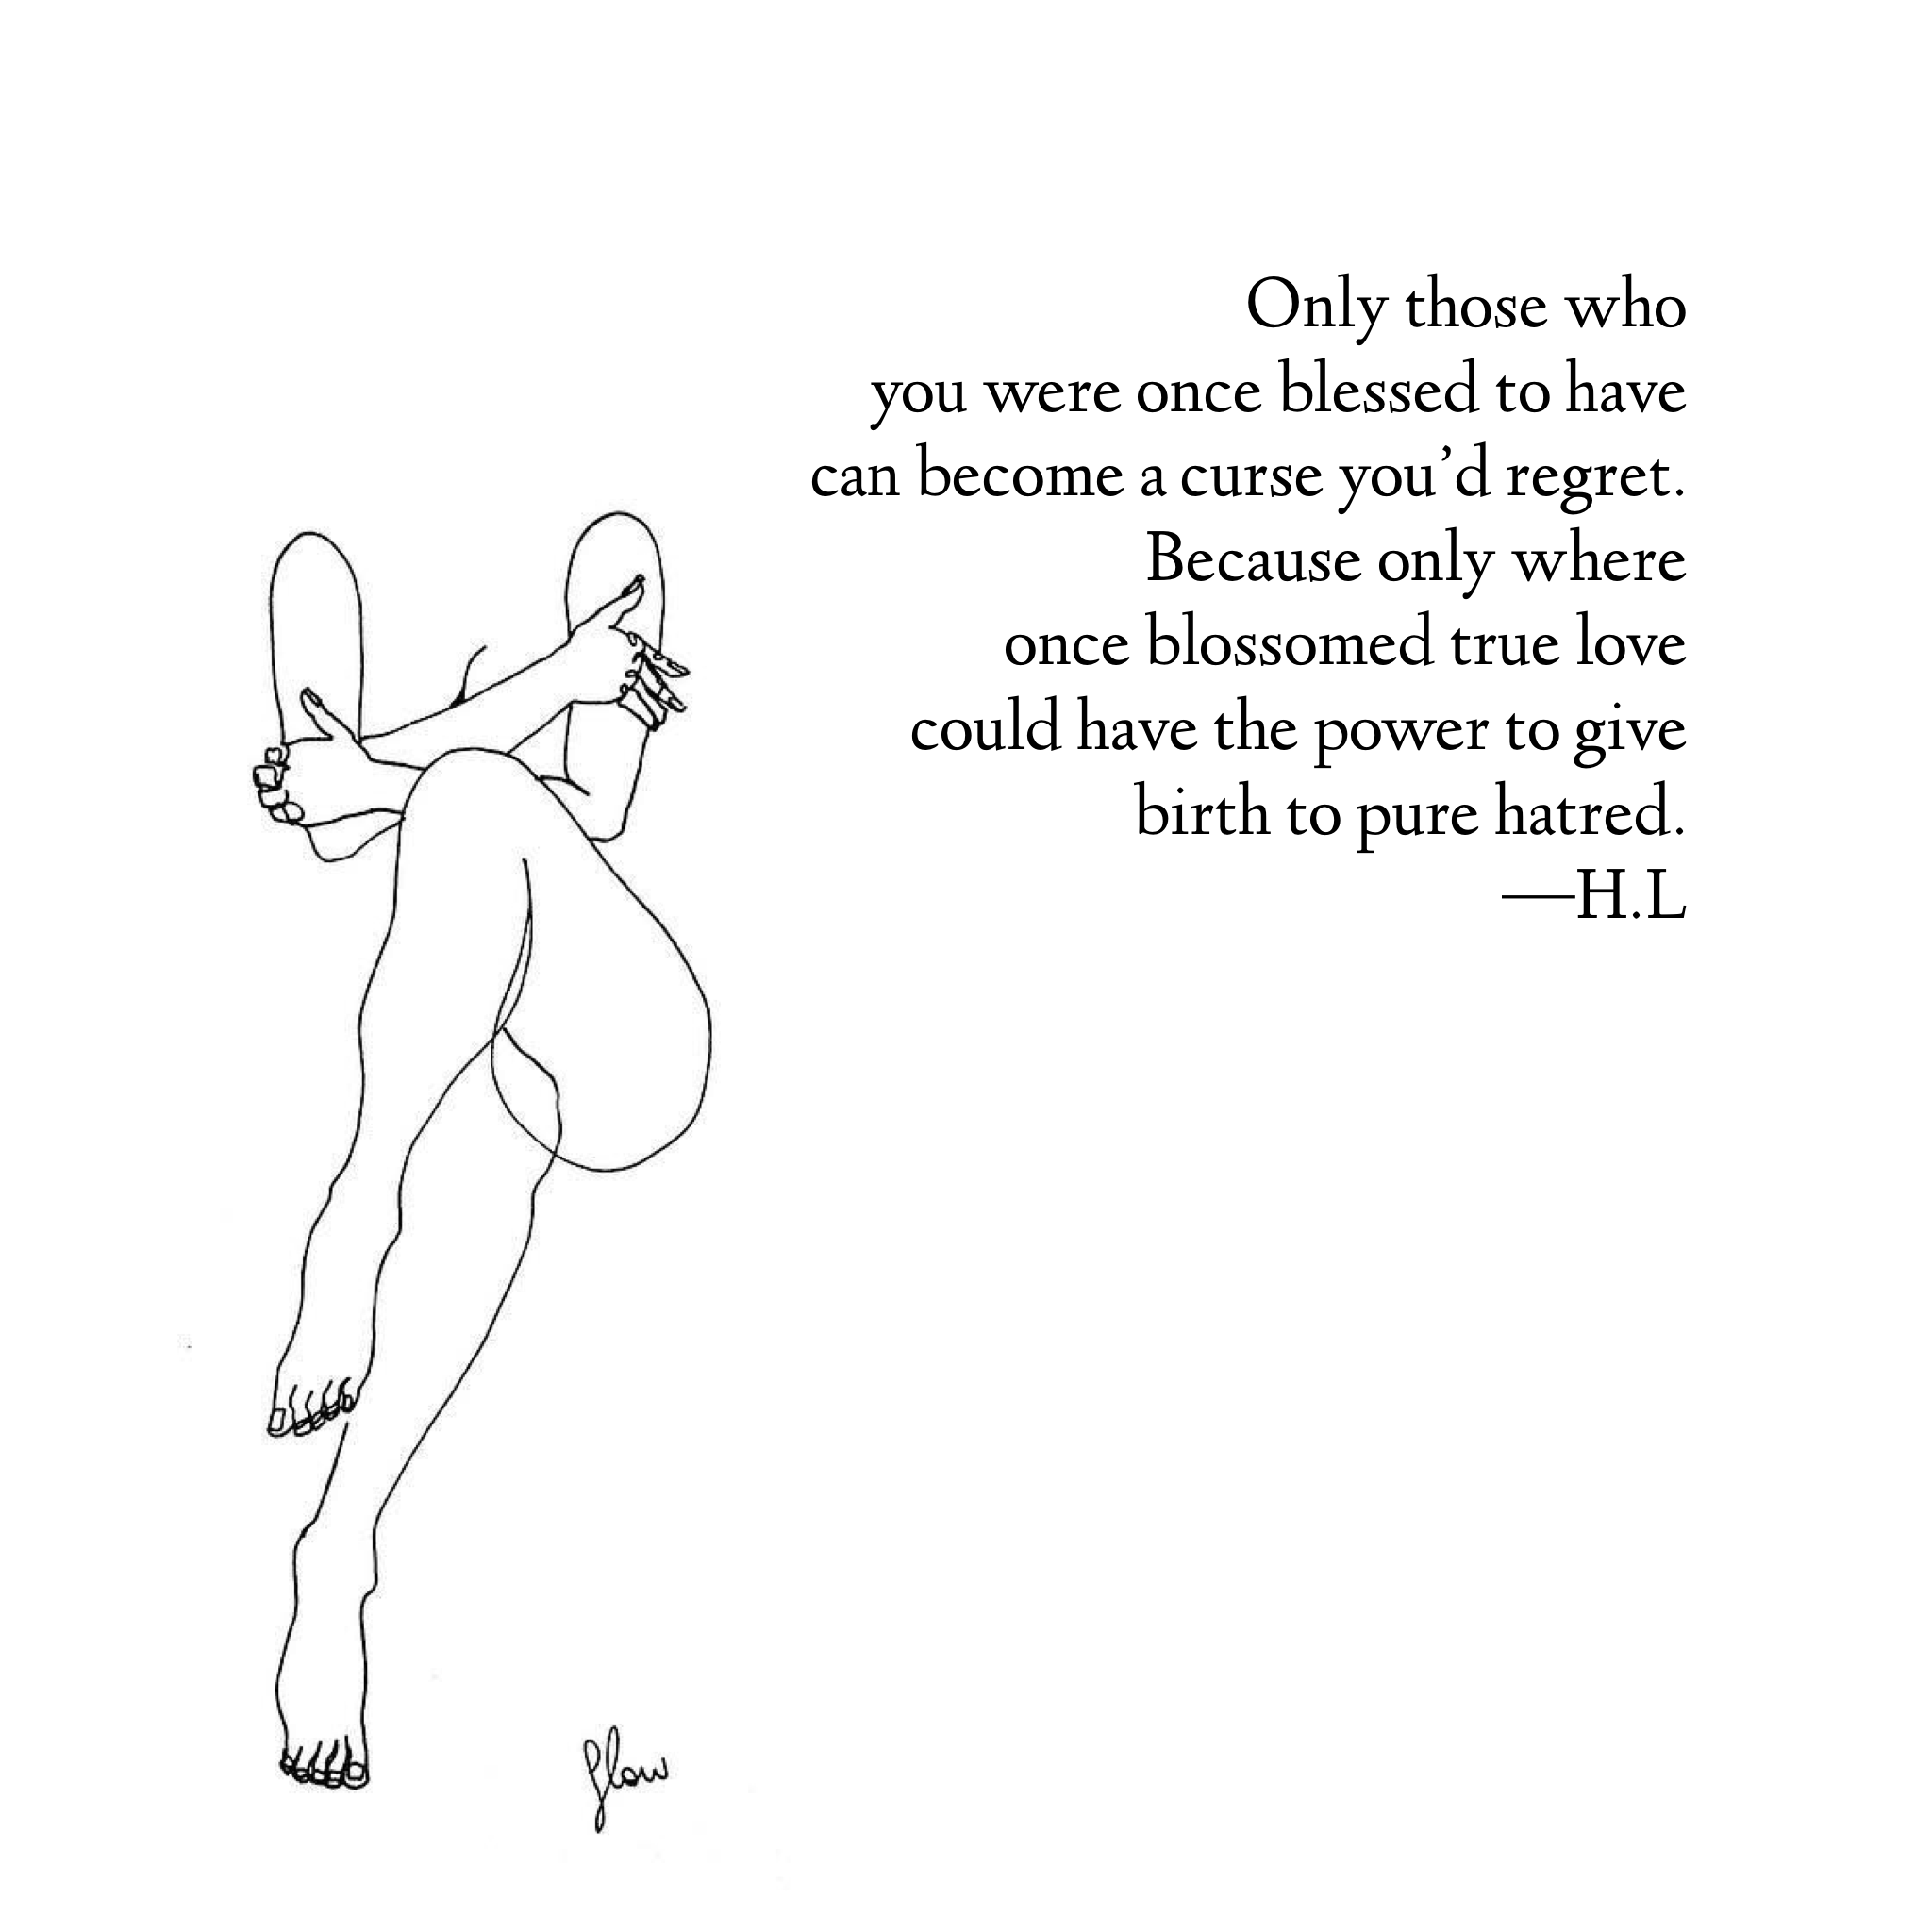 Only those who
you were once blessed to have
can become a curse you’d regret.
Because only where
once blossomed true love
could have the power to give
birth to pure hatred.
—H.L
flow